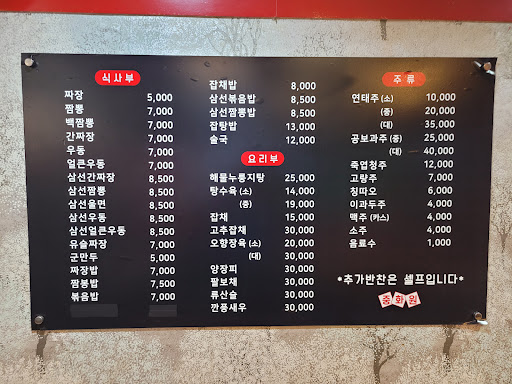 식사부
짜장 5,000
짬뽕 7,000
백짬뽕 7,000
간짜장 7,000
우동 7,000
얼큰우동 7,000
삼선간짜장 8,500
삼선짬뽕 8,500
삼선울면 8,500
삼선우동 8,500
삼선얼큰우동 8,500
유슬짜장 7,000
군만두 5,000
짜장밥 7,000
짬뽕밥 7,500
볶음밥 7,000
잡채밥 8,000
삼선볶음밥 8,500
삼선짬뽕밥 8,500
잡탕밥 13,000
술국 12,000
요리부
해물누룽지탕 25,000
탕수육 (소) 14,000
(중) 19,000
잡채 15,000
고추잡채 30,000
오향장육 (소) 20,000
(대) 30,000
양장피 30,000
팔보채 30,000
류산슬 30,000
깐풍새우 30,000
주류
연태주 (소) 10,000
(중) 20,000
(대) 35,000
공보과주 (중) 25,000
(대) 40,000
죽엽청주 12,000
고량주 7,000
칭따오 6,000
이과두주 4,000
맥주 (카스) 4,000
소주 4,000
음료수 1,000
*추가반찬은 셀프입니다*
중화원